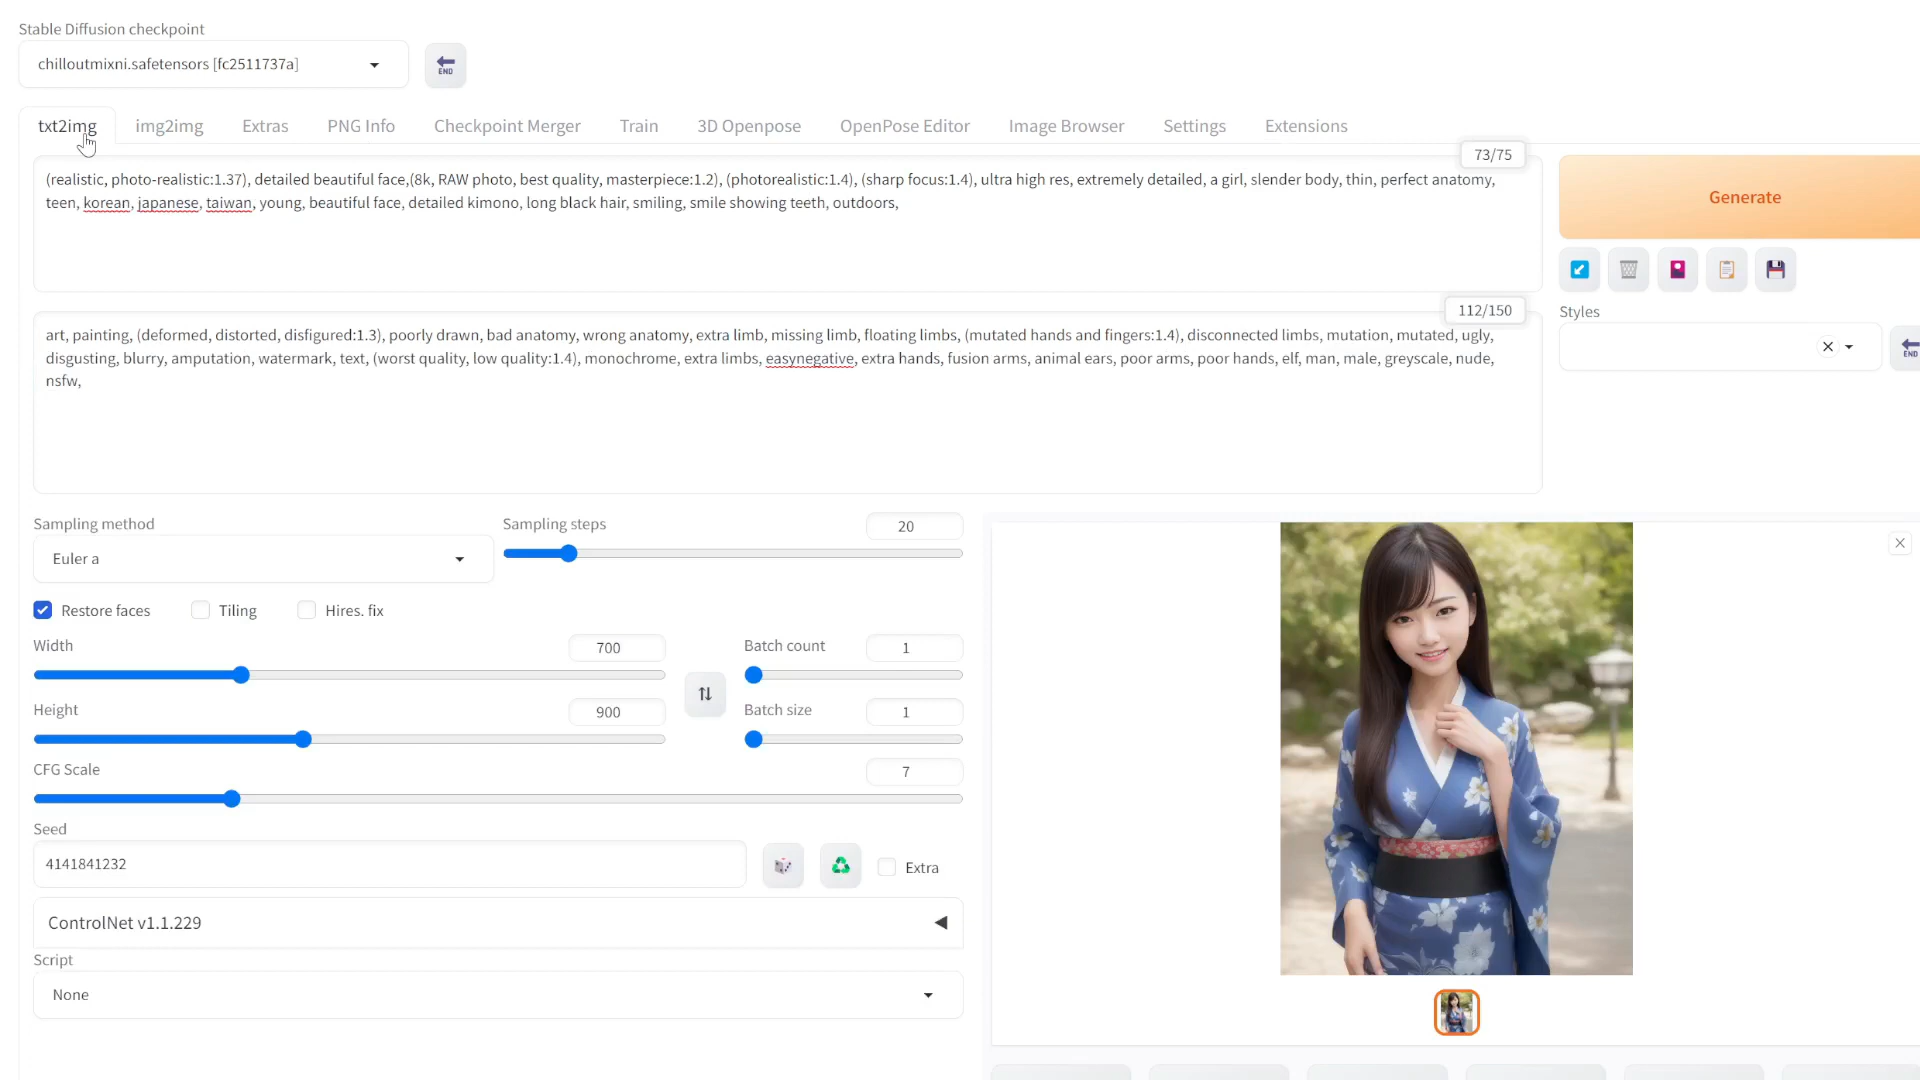 Stable Diffusion checkpoint
chilloutmixni.safetensors [fc2511737a]
END
txt2img img2img Extras PNG Info Checkpoint Merger Train 3D Openpose OpenPose Editor Image Browser Settings Extensions
73/75
(realistic, photo-realistic:1.37), detailed beautiful face,(8k, RAW photo, best quality, masterpiece:1.2), (photorealistic:1.4), (sharp focus:1.4), ultra high res, extremely detailed, a girl, slender body, thin, perfect anatomy,
teen, korean, japanese, taiwan, young, beautiful face, detailed kimono, long black hair, smiling, smile showing teeth, outdoors,
Generate
112/150
art, painting, (deformed, distorted, disfigured:1.3), poorly drawn, bad anatomy, wrong anatomy, extra limb, missing limb, floating limbs, (mutated hands and fingers:1.4), disconnected limbs, mutation, mutated, ugly,
disgusting, blurry, amputation, watermark, text, (worst quality, low quality:1.4), monochrome, extra limbs, easynegative, extra hands, fusion arms, animal ears, poor arms, poor hands, elf, man, male, greyscale, nude,
nsfw,
Styles
END
Sampling method
Euler a
Sampling steps
20
Restore faces Tiling Hires. fix
Width
700
Batch count
1
Height
900
Batch size
1
CFG Scale
7
Seed
4141841232
Extra
ControlNet v1.1.229
Script
None